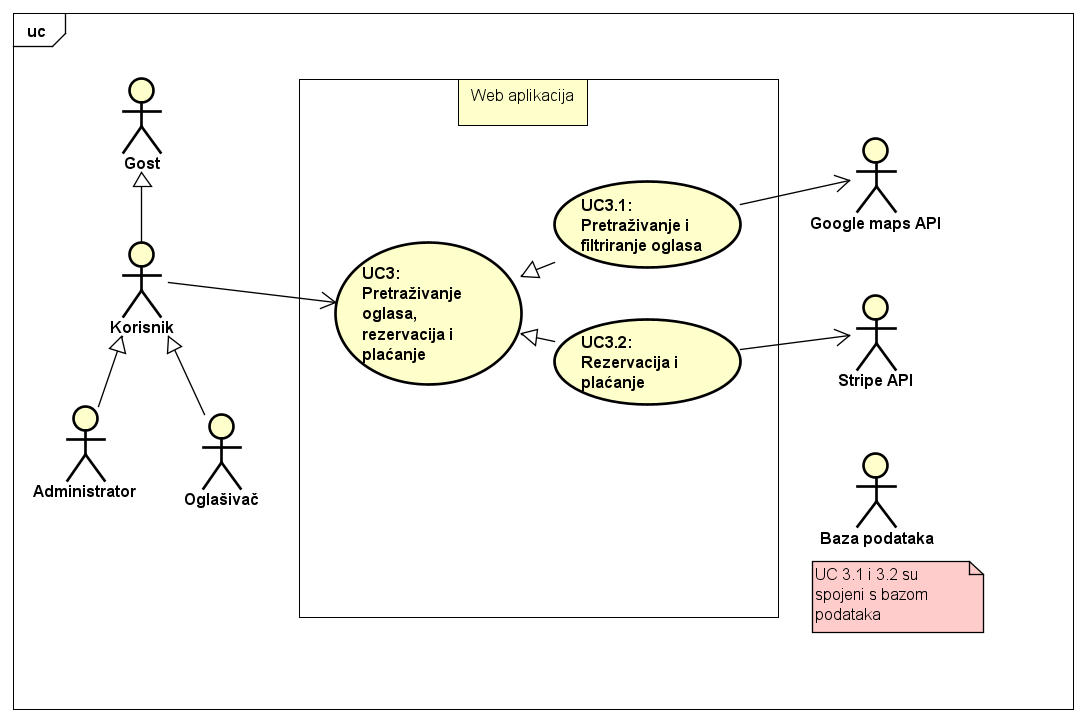 uc
Web aplikacija
Gost
Korisnik
Administrator
Oglašivač
UC3:
Pretraživanje
oglasa,
rezervacija i
plaćanje
UC3.1:
Pretraživanje i
filtriranje oglasa
UC3.2:
Rezervacija i
plaćanje
Google maps API
Stripe API
Baza podataka
UC 3.1 i 3.2 su
spojeni s bazom
podataka